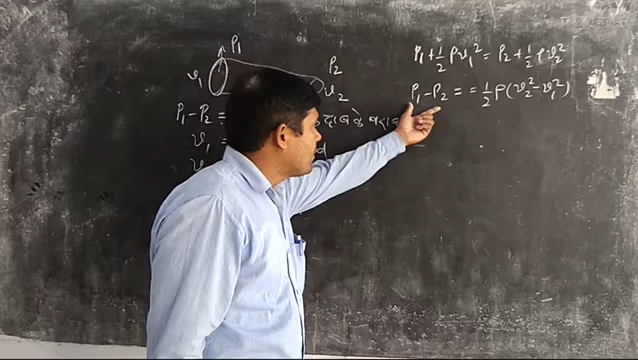 P₁
P₂
v₁
v₂
P₁ + 1/2 ρv₁² = P₂ + 1/2 ρv₂²
P₁ - P₂ = = 1/2 ρ(v₂² - v₁²)
P₁ - P₂ =
दाब के
v₁ =
v